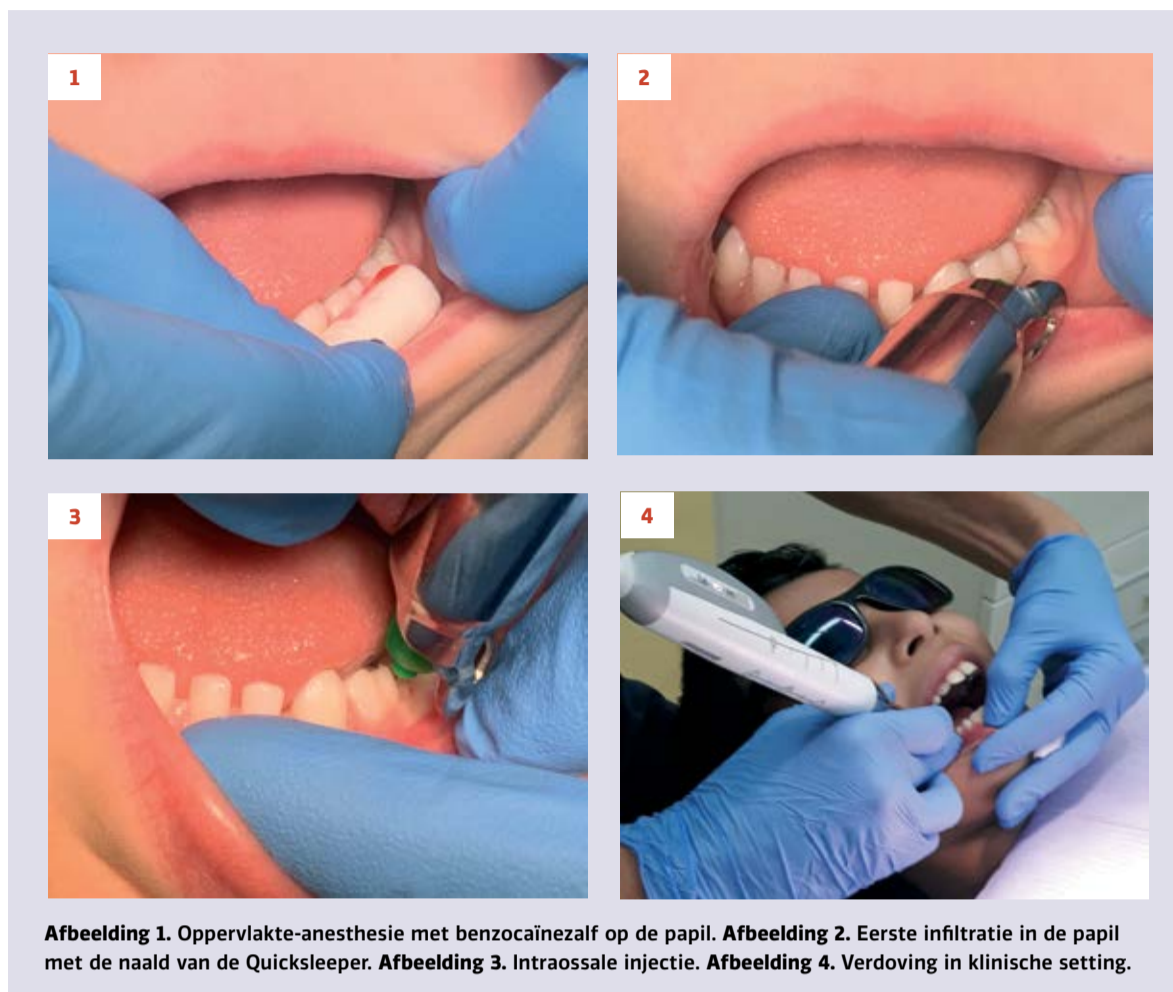 1
2
3
4
Afbeelding 1. Oppervlakte-anesthesie met benzocaïnezalf op de papil. Afbeelding 2. Eerste infiltratie in de papil
met de naald van de Quicksleeper. Afbeelding 3. Intraossale injectie. Afbeelding 4. Verdoving in klinische setting.